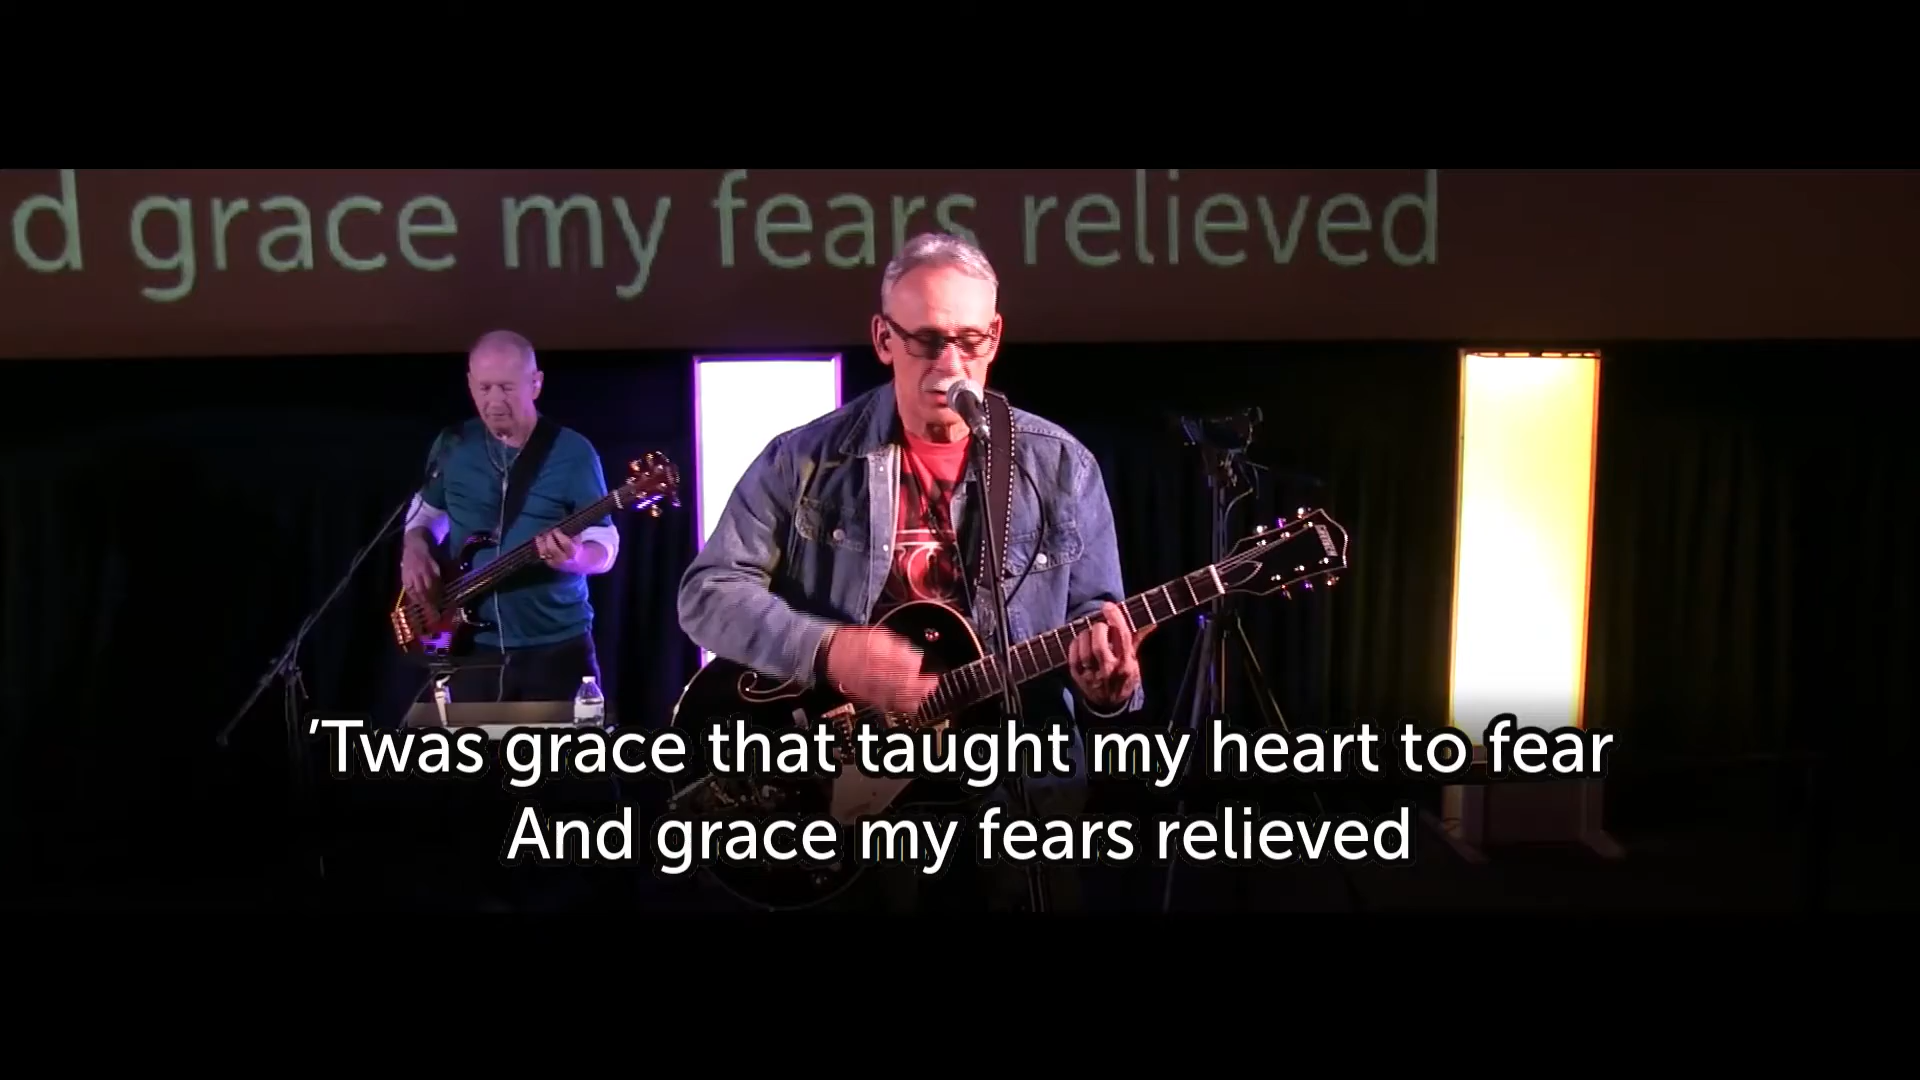 d grace my fears relieved
’Twas grace that taught my heart to fear
And grace my fears relieved